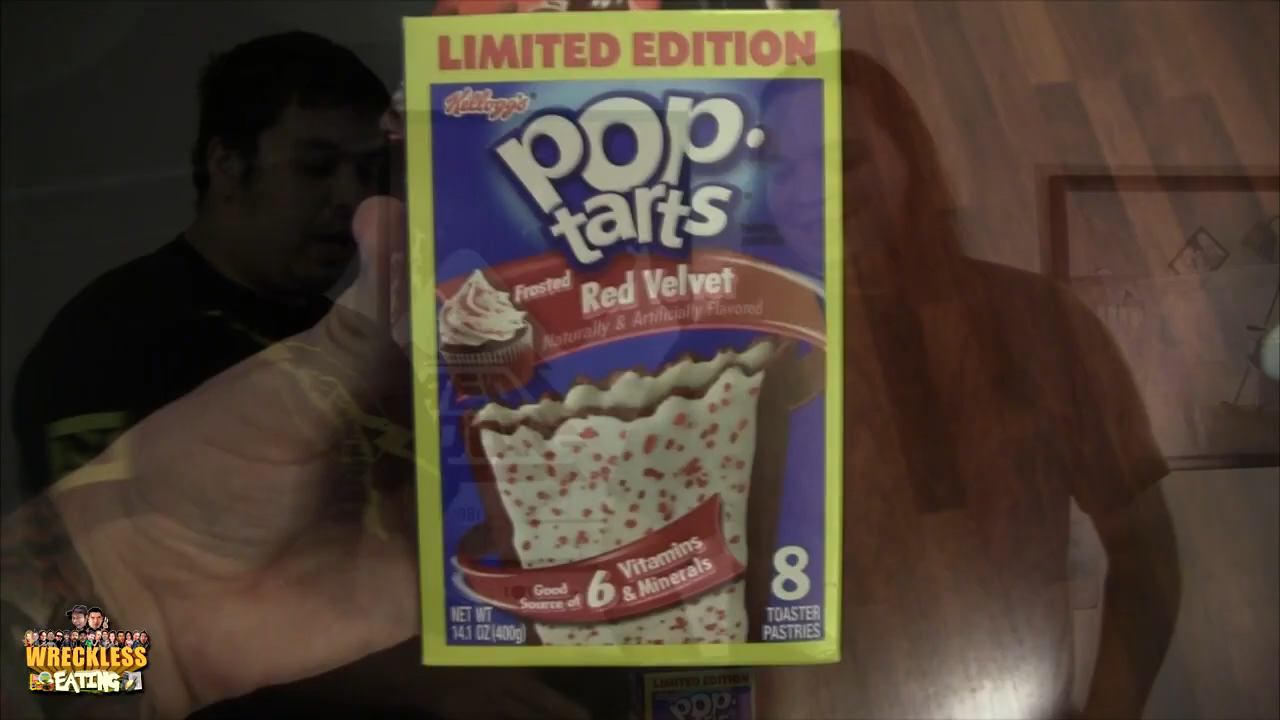 LIMITED EDITION
Kellogg's
pop.
tarts
Frosted Red Velvet
Naturally & Artificially Flavored
Good
Source of 6 Vitamins
& Minerals
NET WT
14.1 OZ (400g)
8
TOASTER
PASTRIES
WRECKLESS
EATING
LIMITED EDITION
POP.